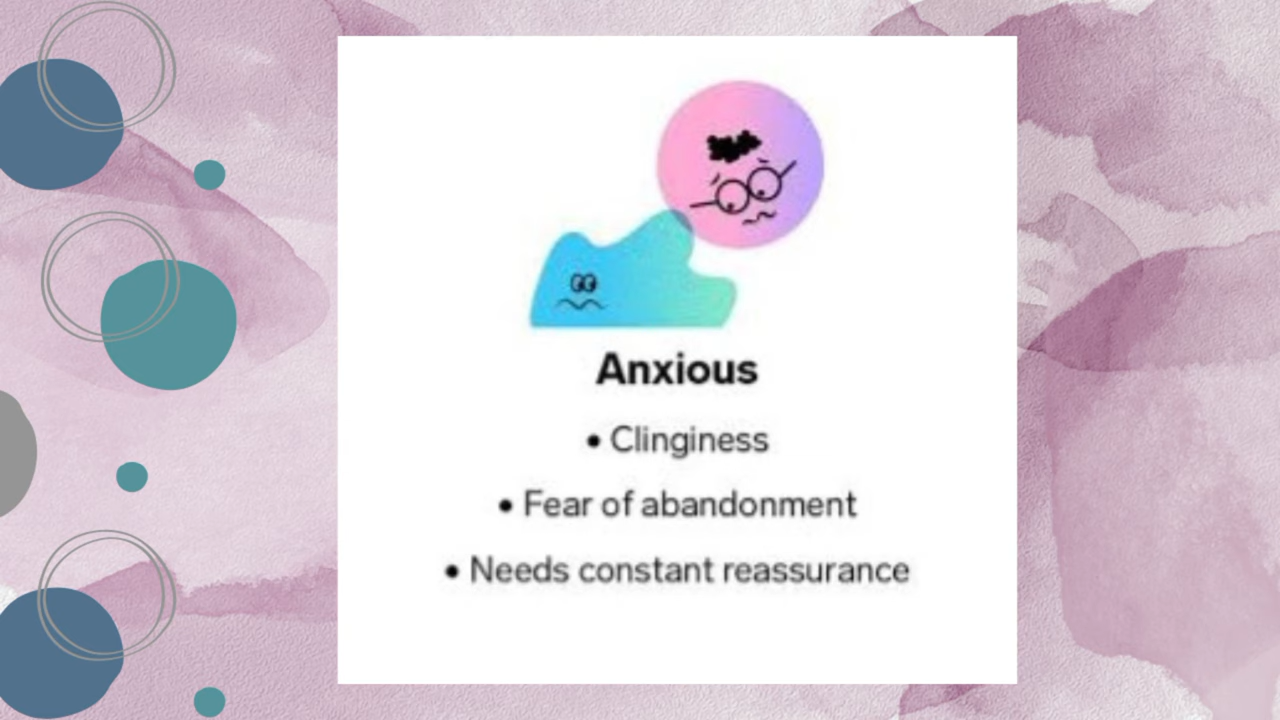 Anxious
• Clinginess
• Fear of abandonment
• Needs constant reassurance